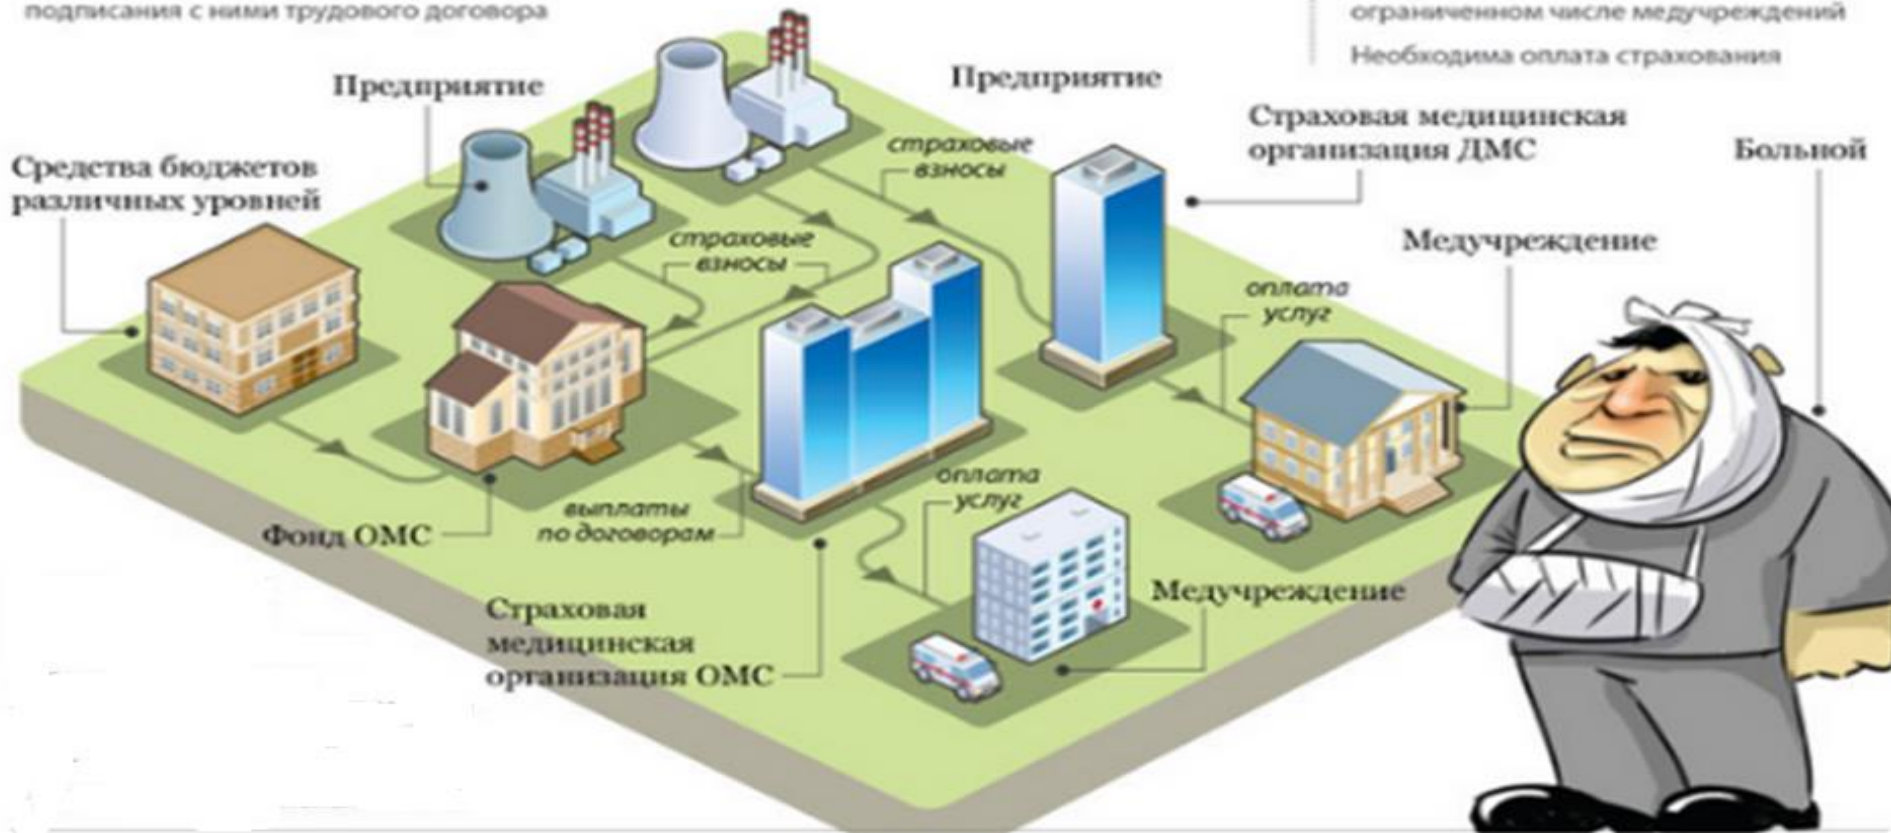 подписания с ними трудового договора
ограниченном числе медучреждений
Необходима оплата страхования
Предприятие
Предприятие
Страховая медицинская
организация ДМС
Больной
Средства бюджетов
различных уровней
страховые
взносы
страховые
взносы
Медучреждение
оплата
услуг
оплата
услуг
выплаты
по договорам
Фонд ОМС
Медучреждение
Страховая
медицинская
организация ОМС